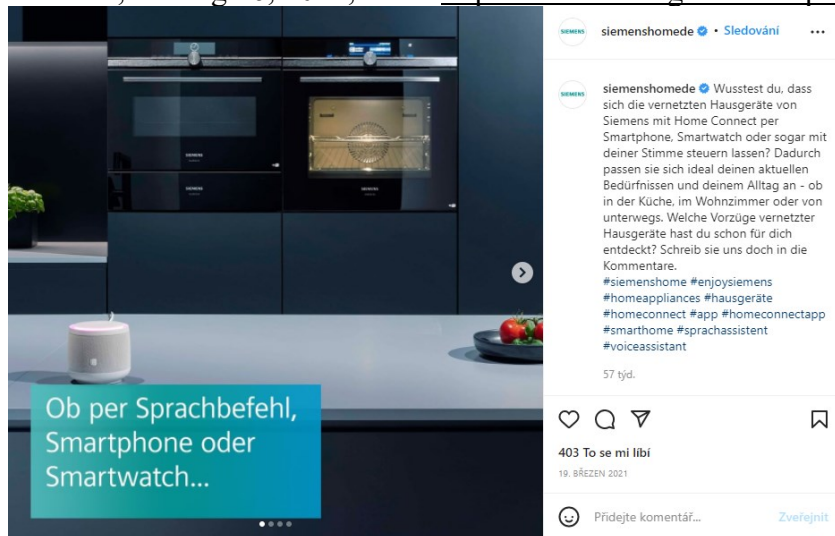 siemenshomede • Sledování
SIEMENS
siemenshomede Wusstest du, dass
sich die vernetzten Hausgeräte von
Siemens mit Home Connect per
Smartphone, Smartwatch oder sogar mit
deiner Stimme steuern lassen? Dadurch
passen sie sich ideal deinen aktuellen
Bedürfnissen und deinem Alltag an - ob
in der Küche, im Wohnzimmer oder von
unterwegs. Welche Vorzüge vernetzter
Hausgeräte hast du schon für dich
entdeckt? Schreib sie uns doch in die
Kommentare.
#siemenshome #enjoysiemens
#homeappliances #hausgeräte
#homeconnect #app #homeconnectapp
#smarthome #sprachassistent
#voiceassistant
57 týd.
Ob per Sprachbefehl,
Smartphone oder
Smartwatch...
403 To se mi líbí
19. BŘEZEN 2021
Přidejte komentář...
Zveřejnit